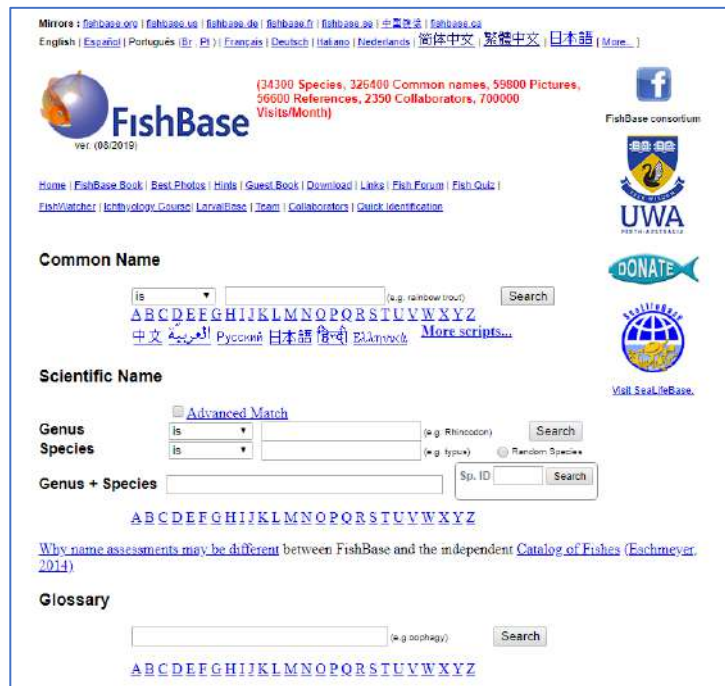 Mirrors : fishbase.org | fishbase.us | fishbase.de | fishbase.fr | fishbase.se | | fishbase.ca
English | Español | Português (Br , Pt ) | Français | Deutsch | Italiano | Nederlands | 简体中文 | 繁體中文 | 日本語 [ More... ]
(34300 Species, 326400 Common names, 59800 Pictures,
56600 References, 2350 Collaborators, 700000
Visits/Month)
FishBase
ver. (08/2019)
FishBase consortium
UWA
PERTH-AUSTRALIA
DONATE
SeaLifeBase
Visit SeaLifeBase.
Home | FishBase Book | Best Photos | Hints | Guest Book | Download | Links | Fish Forum | Fish Quiz |
FishWatcher | Ichthyology Course| LarvalBase | Team | Collaborators | Quick Identification
Common Name
is (e.g. rainbow trout) Search
A B C D E F G H I J K L M N O P Q R S T U V W X Y Z
中文 العربيّة Русский 日本語 हिन्दी Ελληνικά More scripts...
Scientific Name
Advanced Match
Genus is (e.g. Rhincodon) Search
Species is (e.g. typus) Random Species
Genus + Species Sp. ID Search
A B C D E F G H I J K L M N O P Q R S T U V W X Y Z
Why name assessments may be different between FishBase and the independent Catalog of Fishes (Eschmeyer,
2014)
Glossary
(e.g oophagy) Search
A B C D E F G H I J K L M N O P Q R S T U V W X Y Z